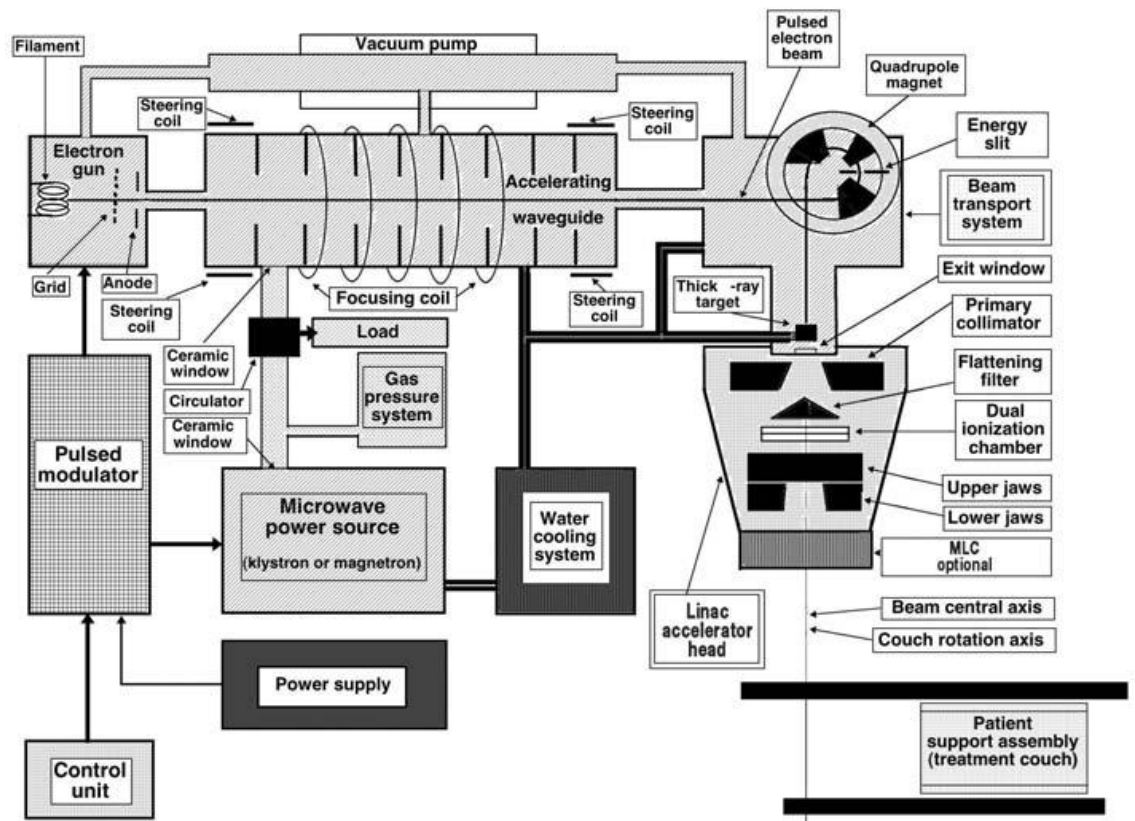 Filament
Vacuum pump
Pulsed
electron
beam
Quadrupole
magnet
Steering
coil
Steering
coil
Energy
slit
Electron
gun
Accelerating
waveguide
Beam
transport
system
Grid
Anode
Steering
coil
Focusing coil
Steering
coil
Thick -ray
target
Exit window
Primary
collimator
Load
Ceramic
window
Circulator
Gas
pressure
system
Flattening
filter
Ceramic
window
Dual
ionization
chamber
Pulsed
modulator
Microwave
power source
(klystron or magnetron)
Water
cooling
system
Upper jaws
Lower jaws
MLC
optional
Linac
accelerator
head
Beam central axis
Couch rotation axis
Power supply
Patient
support assembly
(treatment couch)
Control
unit